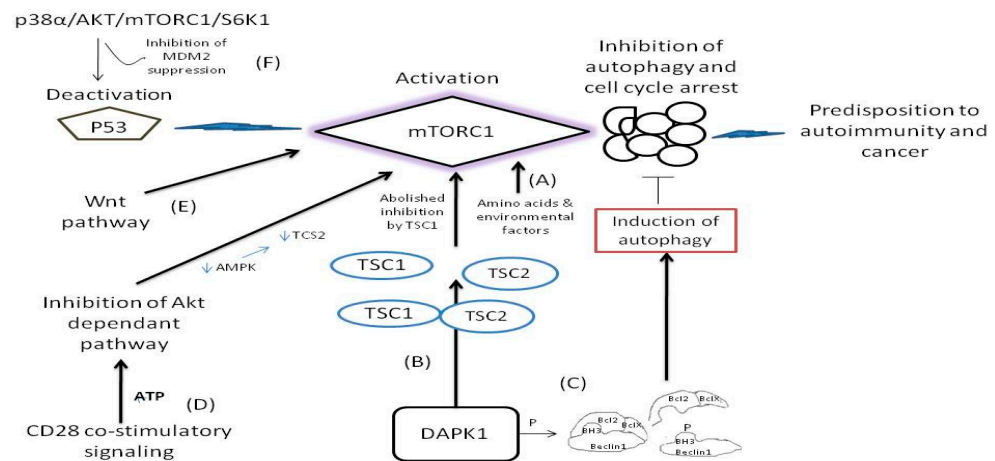 p38α/AKT/mTORC1/S6K1
Inhibition of
MDM2
suppression
(F)
Deactivation
P53
Activation
mTORC1
Inhibition of
autophagy and
cell cycle arrest
Predisposition to
autoimmunity and
cancer
Wnt
pathway
(E)
(A)
Amino acids &
environmental
factors
Abolished
inhibition
by TSC1
Induction of
autophagy
TCS2
AMPK
TSC1
TSC2
TSC1
TSC2
Inhibition of Akt
dependant
pathway
(B)
ATP
(D)
CD28 co-stimulatory
signaling
DAPK1
P
(C)
Bcl2
BclX
BH3
Beclin1
Bcl2
BclX
P
BH3
Beclin1